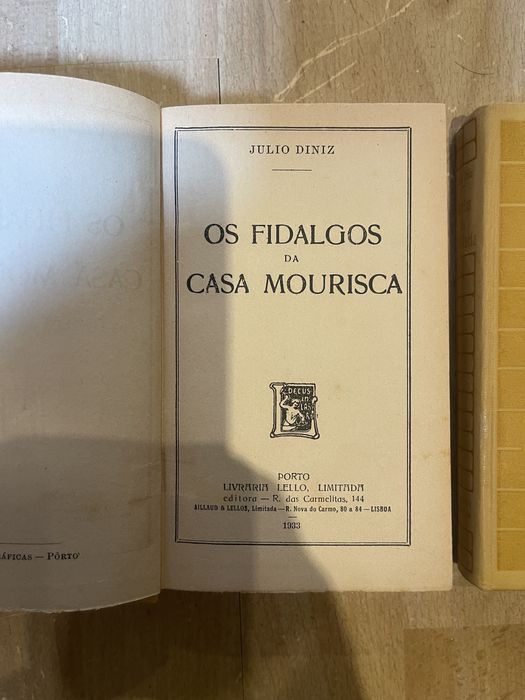 ÁFICAS — PÔRTO
JULIO DINIZ
OS FIDALGOS
DA
CASA MOURISCA
DECUS
IN
LABORE
PORTO
LIVRARIA LELLO, LIMITADA
editora — R. das Carmelitas, 144
AILLAUD & LELLOS, Limitada — R. Nova do Carmo, 80 a 84 — LISBOA
1933